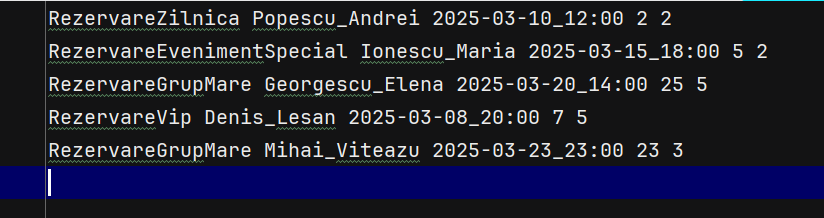 RezervareZilnica Popescu_Andrei 2025-03-10_12:00 2 2
RezervareEvenimentSpecial Ionescu_Maria 2025-03-15_18:00 5 2
RezervareGrupMare Georgescu_Elena 2025-03-20_14:00 25 5
RezervareVip Denis_Lesan 2025-03-08_20:00 7 5
RezervareGrupMare Mihai_Viteazu 2025-03-23_23:00 23 3